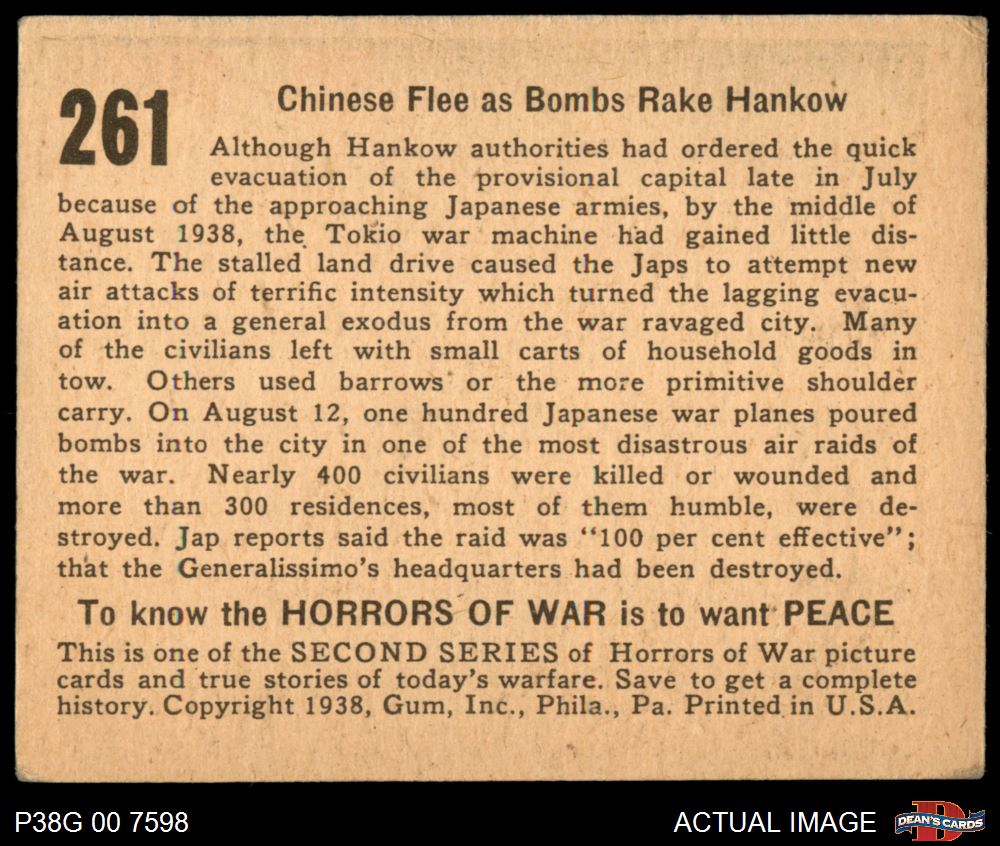 261
Chinese Flee as Bombs Rake Hankow
Although Hankow authorities had ordered the quick
evacuation of the provisional capital late in July
because of the approaching Japanese armies, by the middle of
August 1938, the Tokio war machine had gained little dis-
tance. The stalled land drive caused the Japs to attempt new
air attacks of terrific intensity which turned the lagging evacu-
ation into a general exodus from the war ravaged city. Many
of the civilians left with small carts of household goods in
tow. Others used barrows or the more primitive shoulder
carry. On August 12, one hundred Japanese war planes poured
bombs into the city in one of the most disastrous air raids of
the war. Nearly 400 civilians were killed or wounded and
more than 300 residences, most of them humble, were de-
stroyed. Jap reports said the raid was "100 per cent effective";
that the Generalissimo's headquarters had been destroyed.
To know the HORRORS OF WAR is to want PEACE
This is one of the SECOND SERIES of Horrors of War picture
cards and true stories of today's warfare. Save to get a complete
history. Copyright 1938, Gum, Inc., Phila., Pa. Printed in U.S.A.
P38G 00 7598
ACTUAL IMAGE
DEAN'S CARDS